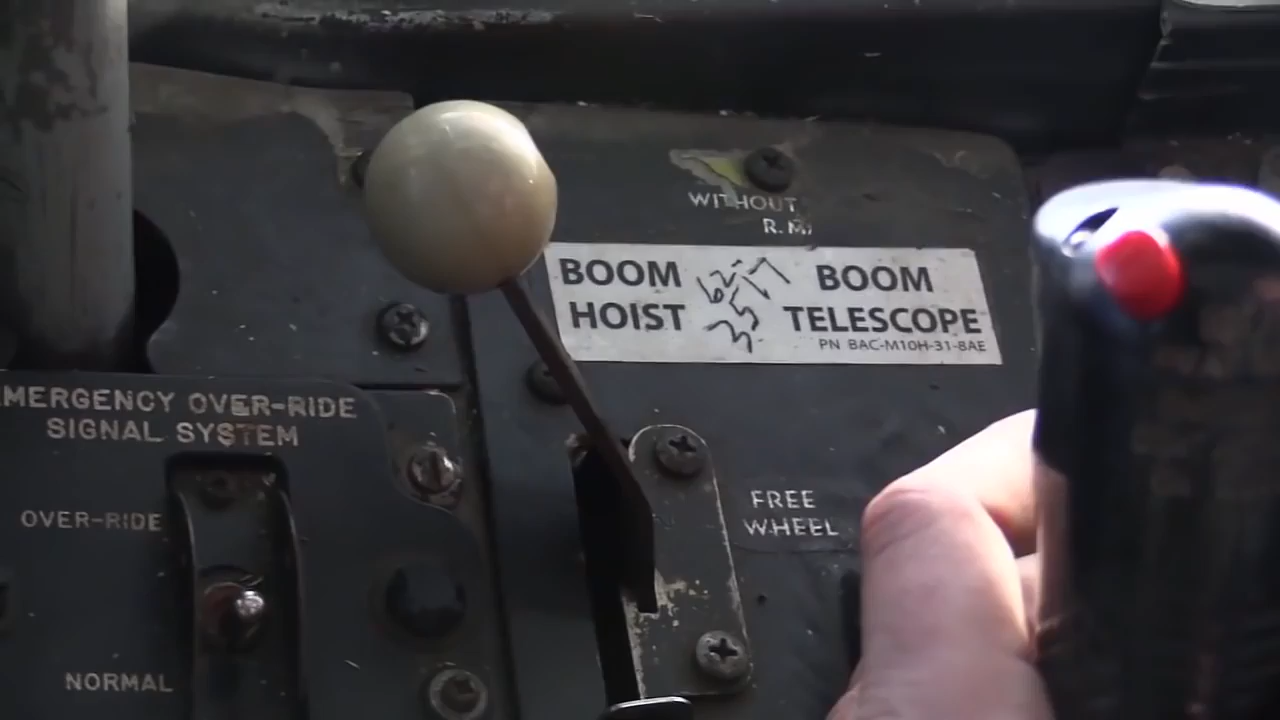 WITHOUT
R.M.
BOOM HOIST
BOOM TELESCOPE
PN BAC-M10H-31-8AE
MERGENCY OVER-RIDE
SIGNAL SYSTEM
OVER-RIDE
FREE
WHEEL
NORMAL